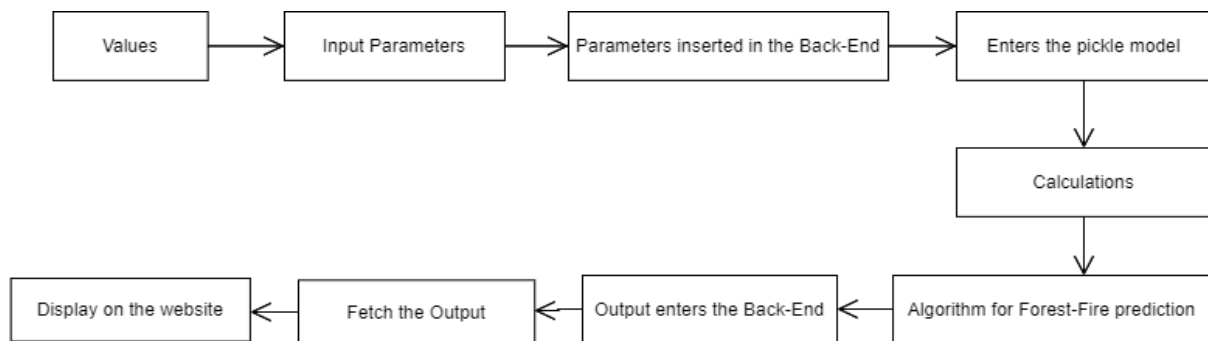 Values
Input Parameters
Parameters inserted in the Back-End
Enters the pickle model
Calculations
Algorithm for Forest-Fire prediction
Output enters the Back-End
Fetch the Output
Display on the website